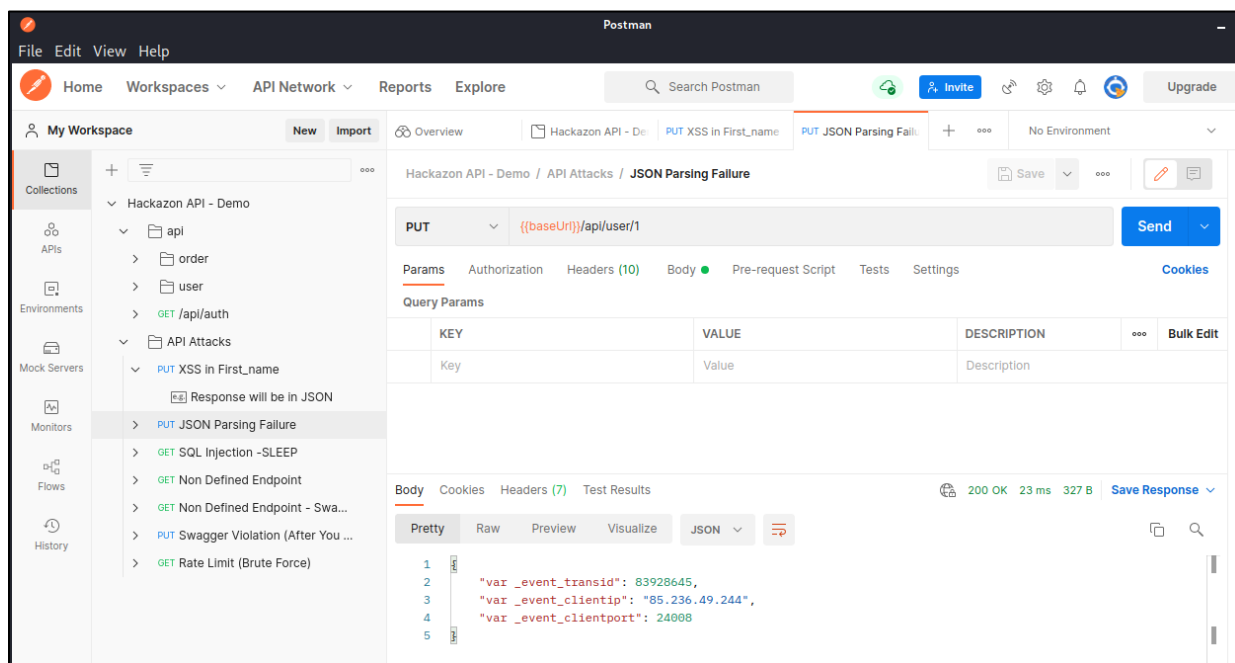 Postman
File Edit View Help
Home Workspaces API Network Reports Explore Search Postman Invite Upgrade
My Workspace New Import Overview Hackazon API - De PUT XSS in First_name PUT JSON Parsing Failu No Environment
Collections
APIs
Environments
Mock Servers
Monitors
Flows
History
Hackazon API - Demo
api
order
user
GET /api/auth
API Attacks
PUT XSS in First_name
e.g. Response will be in JSON
PUT JSON Parsing Failure
GET SQL Injection -SLEEP
GET Non Defined Endpoint
GET Non Defined Endpoint - Swa...
PUT Swagger Violation (After You ...
GET Rate Limit (Brute Force)
Hackazon API - Demo / API Attacks / JSON Parsing Failure Save
PUT {{baseUrl}}/api/user/1 Send
Params Authorization Headers (10) Body Pre-request Script Tests Settings Cookies
Query Params
KEY VALUE DESCRIPTION Bulk Edit
Key Value Description
Body Cookies Headers (7) Test Results 200 OK 23 ms 327 B Save Response
Pretty Raw Preview Visualize JSON
1 {
2 "var _event_transid": 83928645,
3 "var _event_clientip": "85.236.49.244",
4 "var _event_clientport": 24008
5 }